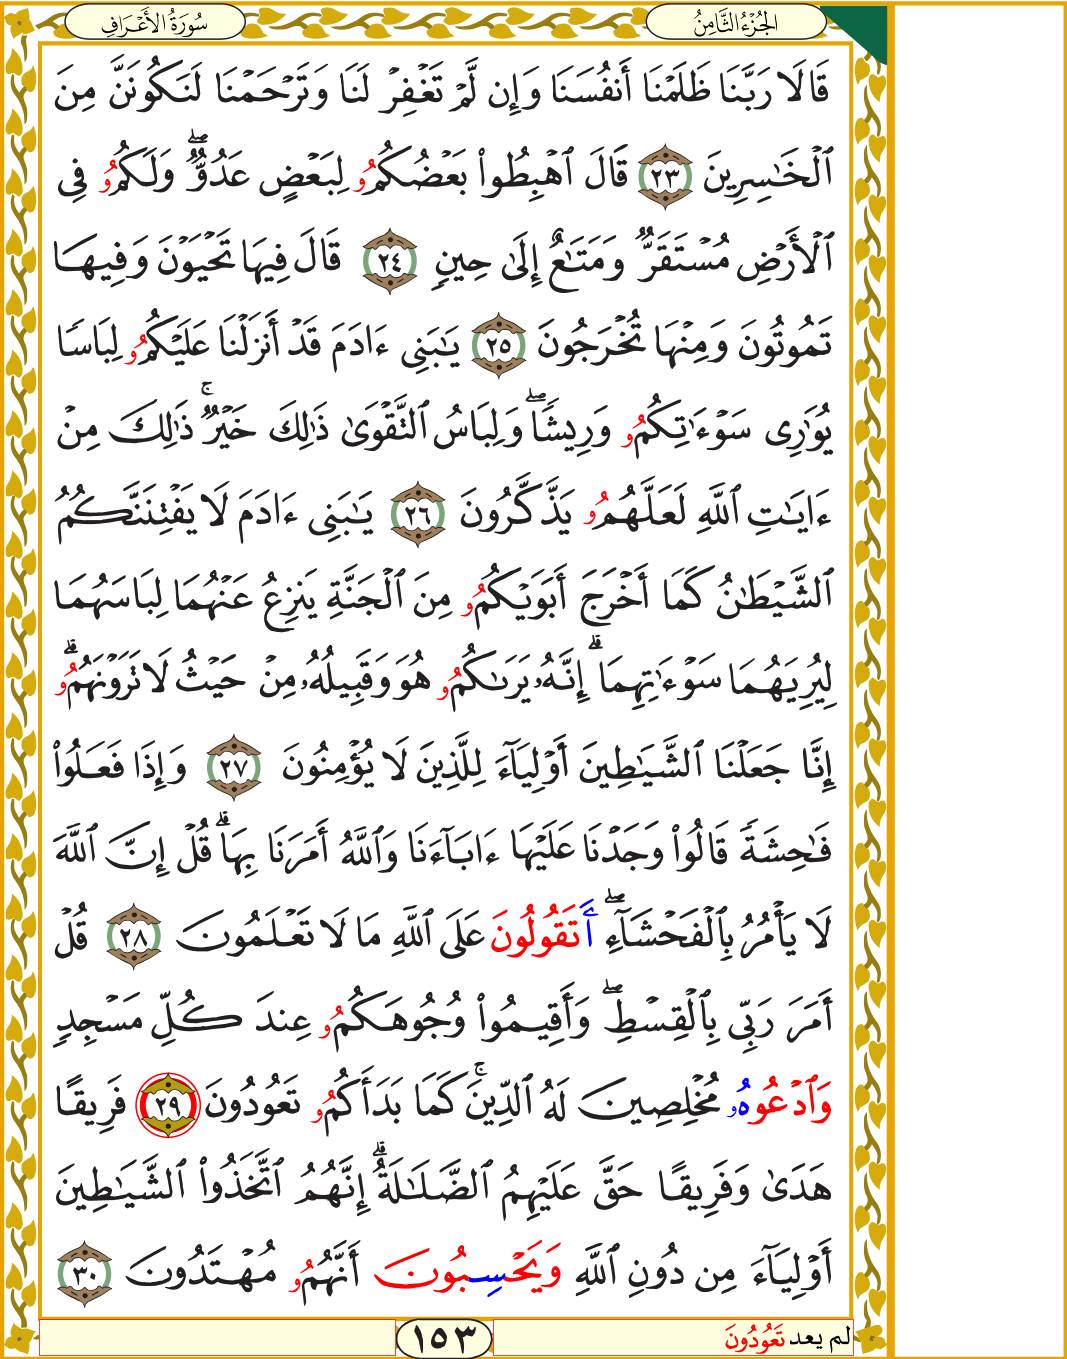 الجُزْءُ الثَّامِنُ
سُورَةُ الأَعْرَافِ
قَالَا رَبَّنَا ظَلَمْنَا أَنفُسَنَا وَإِن لَّمْ تَغْفِرْ لَنَا وَتَرْحَمْنَا لَنَكُونَنَّ مِنَ
ٱلْخَٰسِرِينَ ٢٣ قَالَ ٱهْبِطُوا۟ بَعْضُكُمُۥ لِبَعْضٍ عَدُوٌّۖ وَلَكُمُۥ فِى
ٱلْأَرْضِ مُسْتَقَرٌّ وَمَتَٰعٌ إِلَىٰ حِينٍ ٢٤ قَالَ فِيهَا تَحْيَوْنَ وَفِيهَا
تَمُوتُونَ وَمِنْهَا تُخْرَجُونَ ٢٥ يَٰبَنِى ءَادَمَ قَدْ أَنزَلْنَا عَلَيْكُمُۥ لِبَاسًا
يُوَٰرِى سَوْءَٰتِكُمُۥ وَرِيشًاۖ وَلِبَاسُ ٱلتَّقْوَىٰ ذَٰلِكَ خَيْرٌۚ ذَٰلِكَ مِنْ
ءَايَٰتِ ٱللَّهِ لَعَلَّهُمُۥ يَذَّكَّرُونَ ٢٦ يَٰبَنِى ءَادَمَ لَا يَفْتِنَنَّكُمُ
ٱلشَّيْطَٰنُ كَمَا أَخْرَجَ أَبَوَيْكُمُۥ مِنَ ٱلْجَنَّةِ يَنزِعُ عَنْهُمَا لِبَاسَهُمَا
لِيُرِيَهُمَا سَوْءَٰتِهِمَاۗ إِنَّهُۥ يَرَىٰكُمُۥ هُوَ وَقَبِيلُهُۥ مِنْ حَيْثُ لَا تَرَوْنَهُمُۥۗ
إِنَّا جَعَلْنَا ٱلشَّيَٰطِينَ أَوْلِيَآءَ لِلَّذِينَ لَا يُؤْمِنُونَ ٢٧ وَإِذَا فَعَلُوا۟
فَٰحِشَةً قَالُوا۟ وَجَدْنَا عَلَيْهَا ءَابَآءَنَا وَٱللَّهُ أَمَرَنَا بِهَاۗ قُلْ إِنَّ ٱللَّهَ
لَا يَأْمُرُ بِٱلْفَحْشَآءِۖ أَتَقُولُونَ عَلَى ٱللَّهِ مَا لَا تَعْلَمُونَ ٢٨ قُلْ
أَمَرَ رَبِّى بِٱلْقِسْطِۖ وَأَقِيمُوا۟ وُجُوهَكُمُۥ عِندَ كُلِّ مَسْجِدٍ
وَٱدْعُوهُۥ مُخْلِصِينَ لَهُ ٱلدِّينَۚ كَمَا بَدَأَكُمُۥ تَعُودُونَ ٢٩ فَرِيقًا
هَدَىٰ وَفَرِيقًا حَقَّ عَلَيْهِمُ ٱلضَّلَٰلَةُۗ إِنَّهُمُ ٱتَّخَذُوا۟ ٱلشَّيَٰطِينَ
أَوْلِيَآءَ مِن دُونِ ٱللَّهِ وَيَحْسِبُونَ أَنَّهُمُۥ مُهْتَدُونَ ٣٠
لم يعد تَعُودُونَ
١٥٣